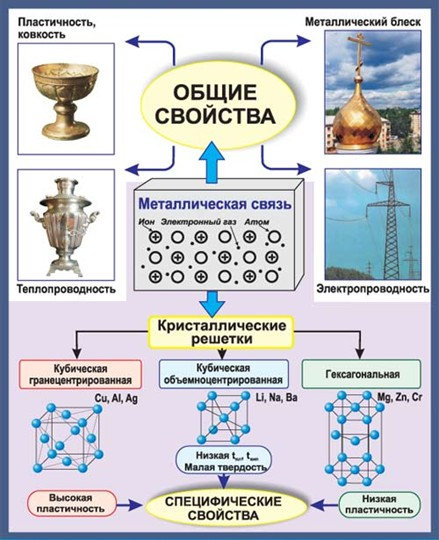 Пластичность,
ковкость
Металлический блеск
ОБЩИЕ
СВОЙСТВА
Теплопроводность
Электропроводность
Металлическая связь
Ион Электронный газ Атом
Кристаллические
решетки
Кубическая
гранецентрированная
Кубическая
объемноцентрированная
Гексагональная
Cu, Al, Ag
Li, Na, Ba
Mg, Zn, Cr
Низкая t
Малая твердость
Высокая
пластичность
СПЕЦИФИЧЕСКИЕ
СВОЙСТВА
Низкая
пластичность